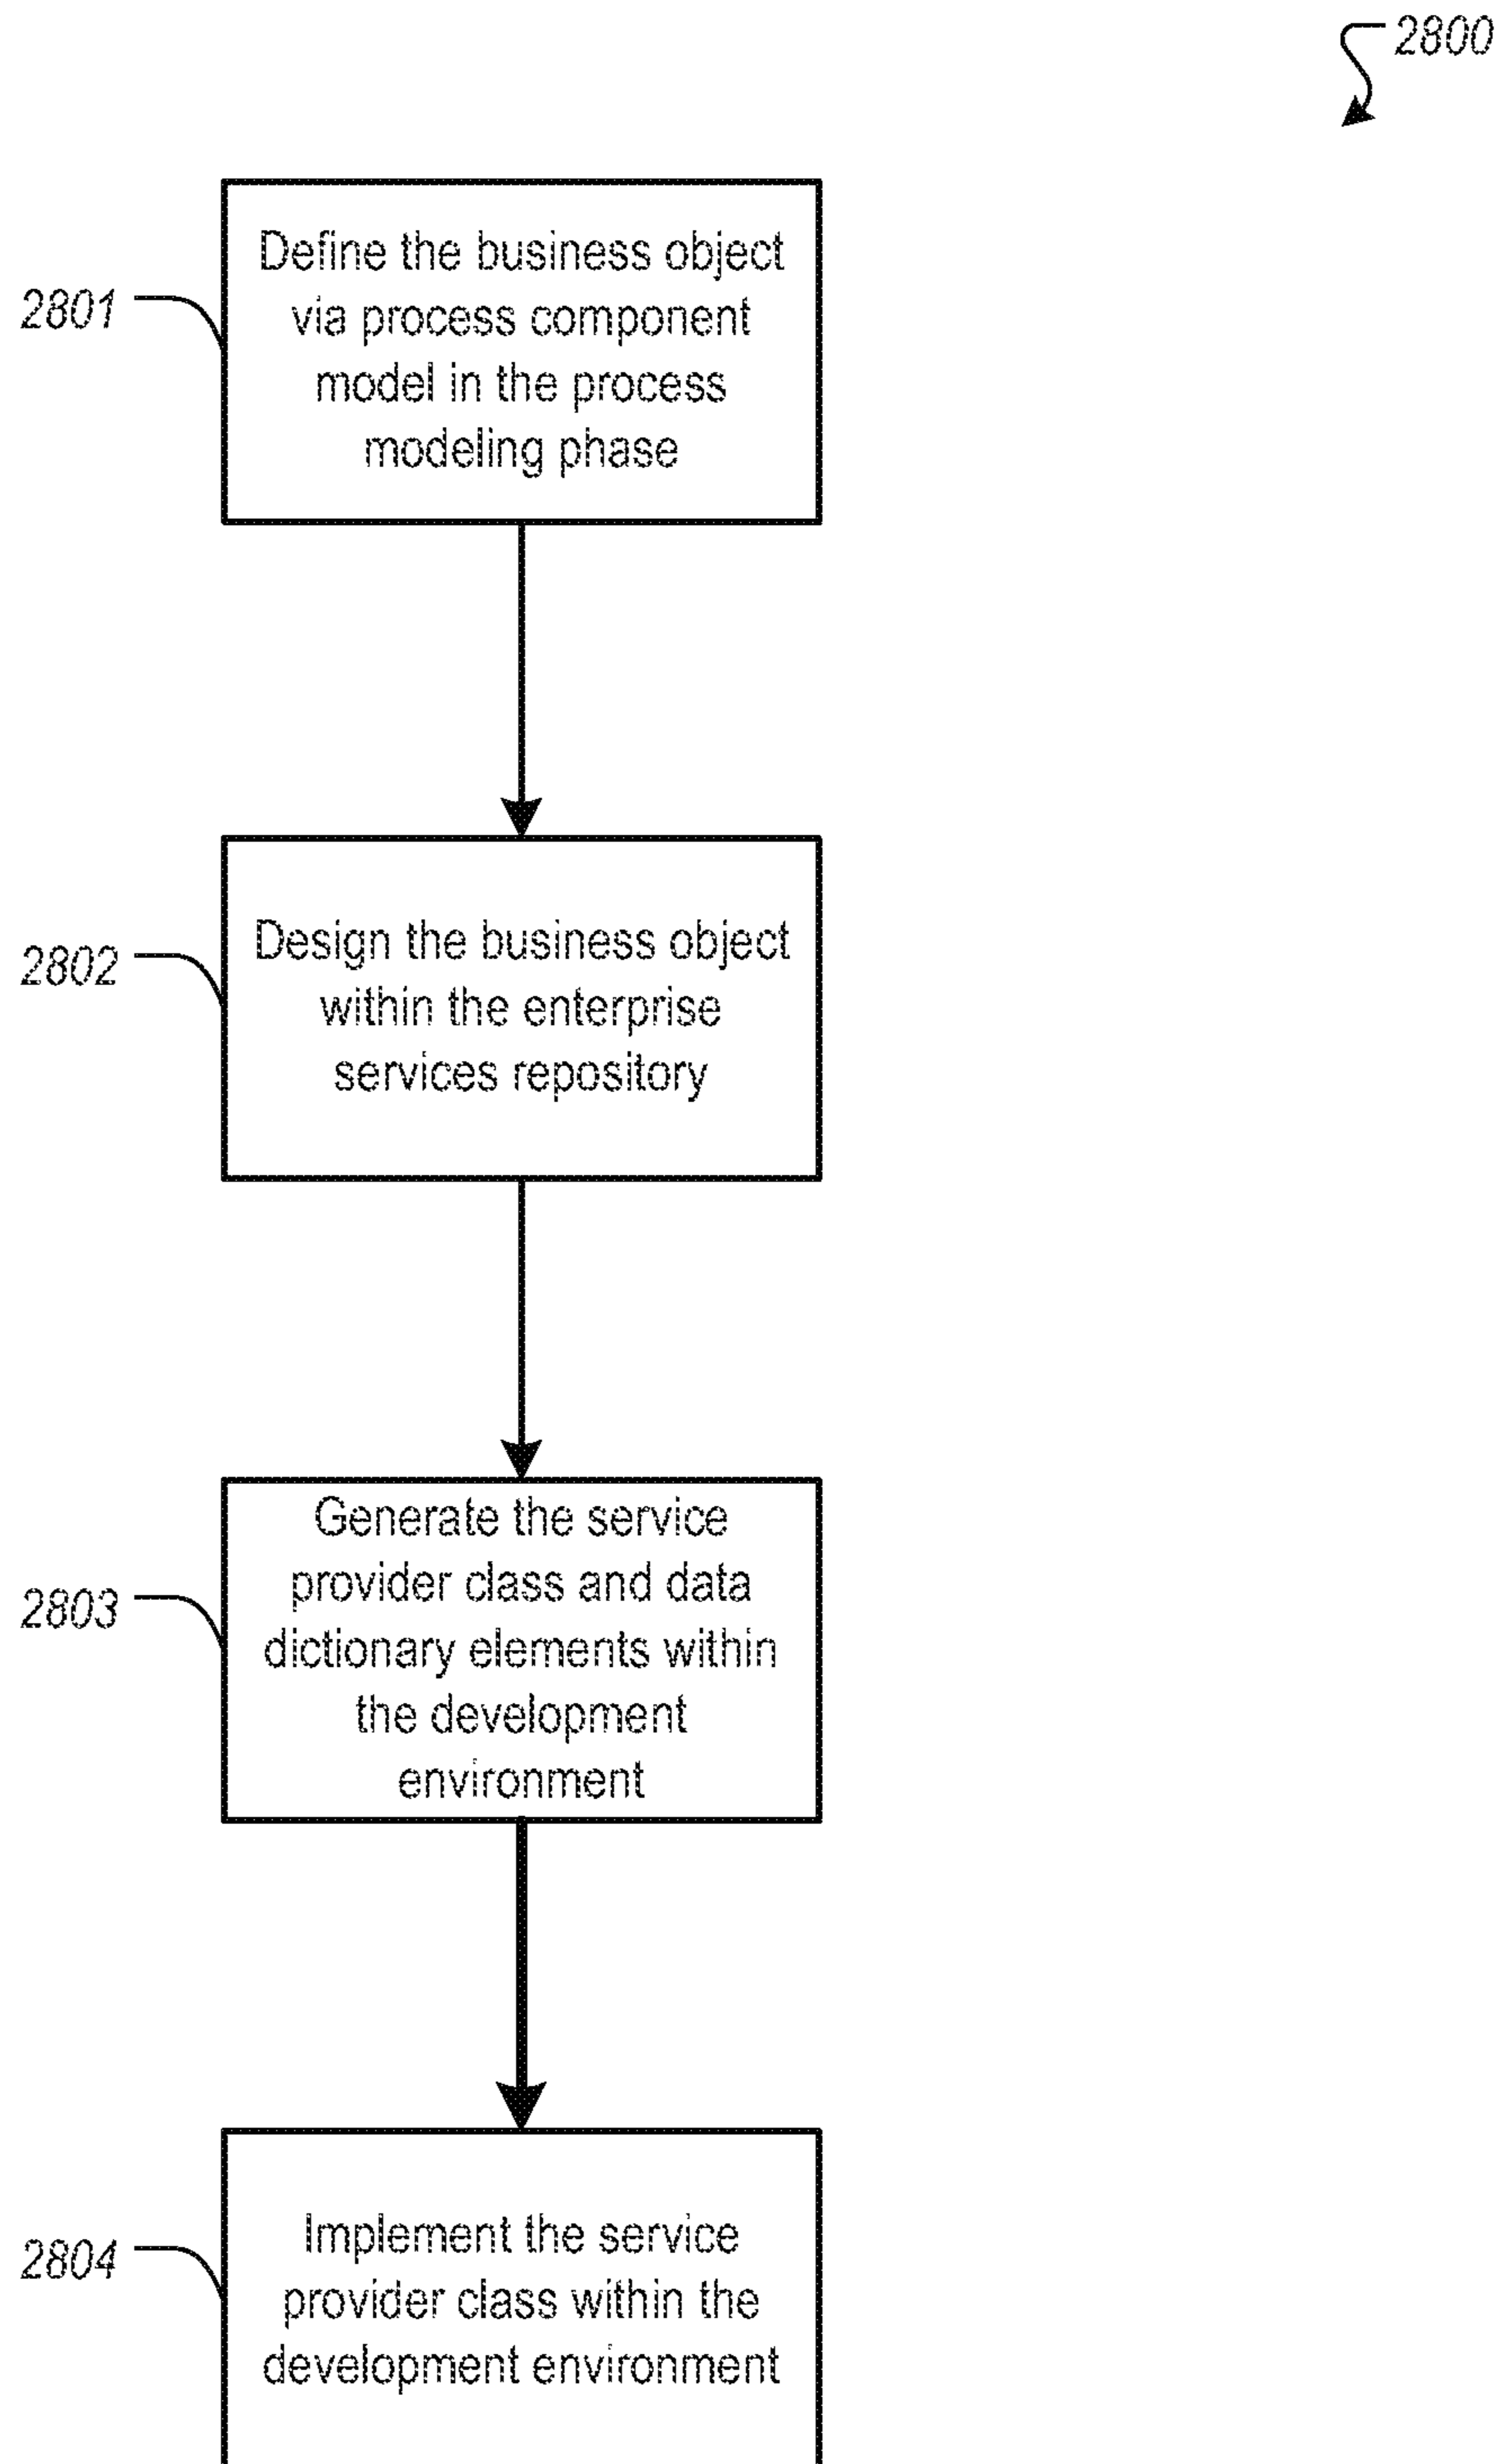 2800
2801
Define the business object
via process component
model in the process
modeling phase
2802
Design the business object
within the enterprise
services repository
2803
Generate the service
provider class and data
dictionary elements within
the development
environment
2804
Implement the service
provider class within the
development environment